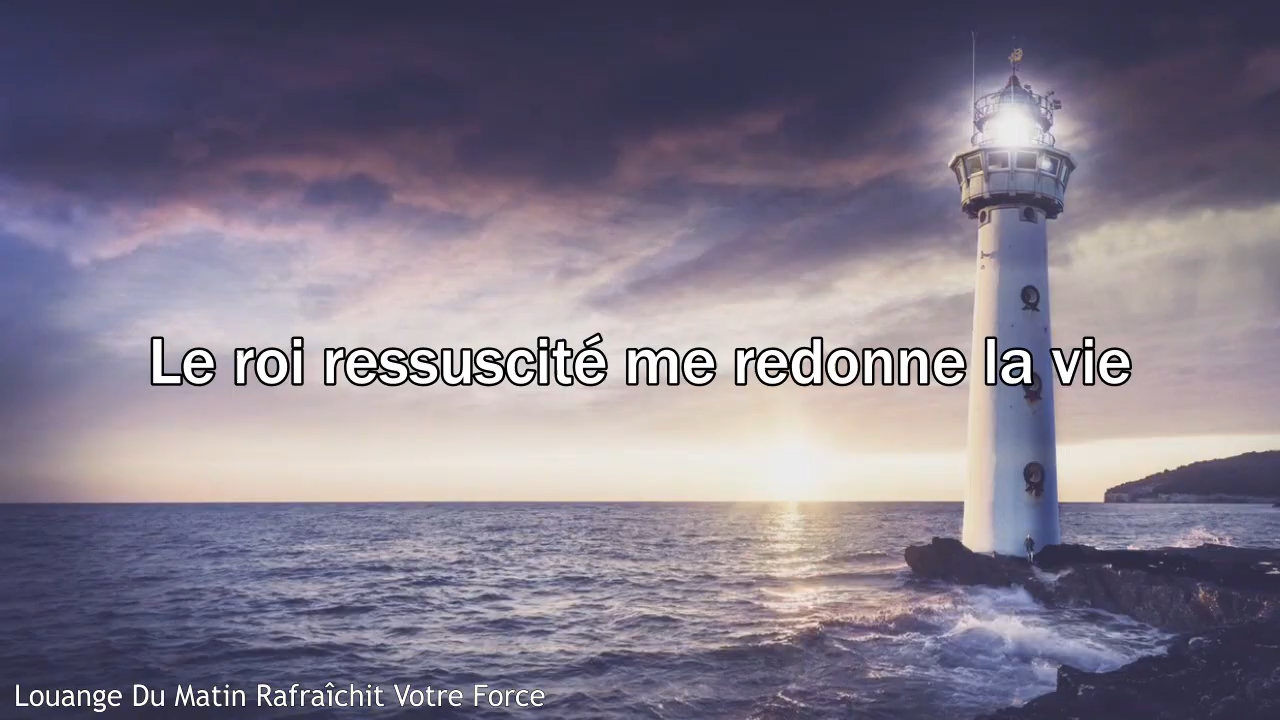 Le roi ressuscité me redonne la vie
Louange Du Matin Rafraîchit Votre Force